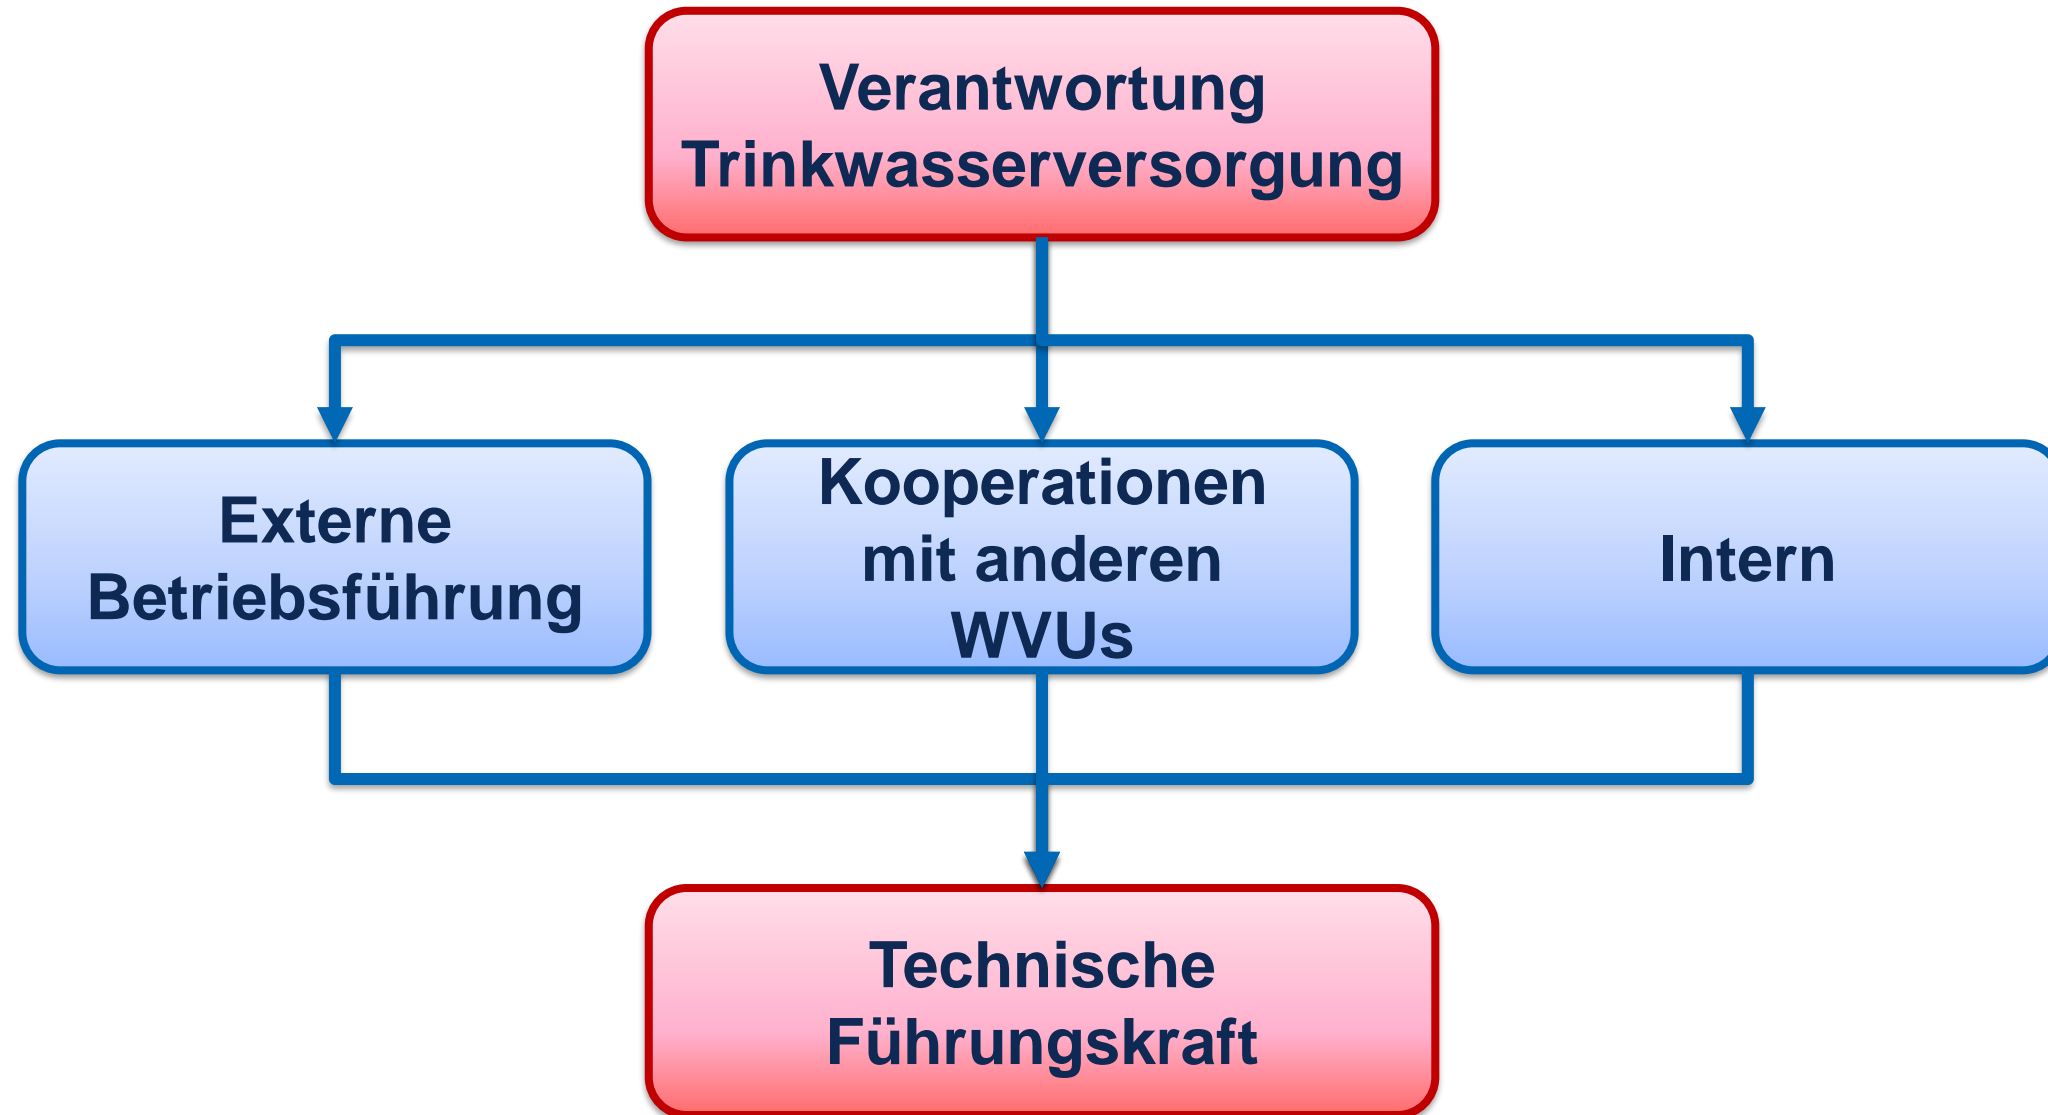 Verantwortung
Trinkwasserversorgung
Externe
Betriebsführung
Kooperationen
mit anderen
WVUs
Intern
Technische
Führungskraft